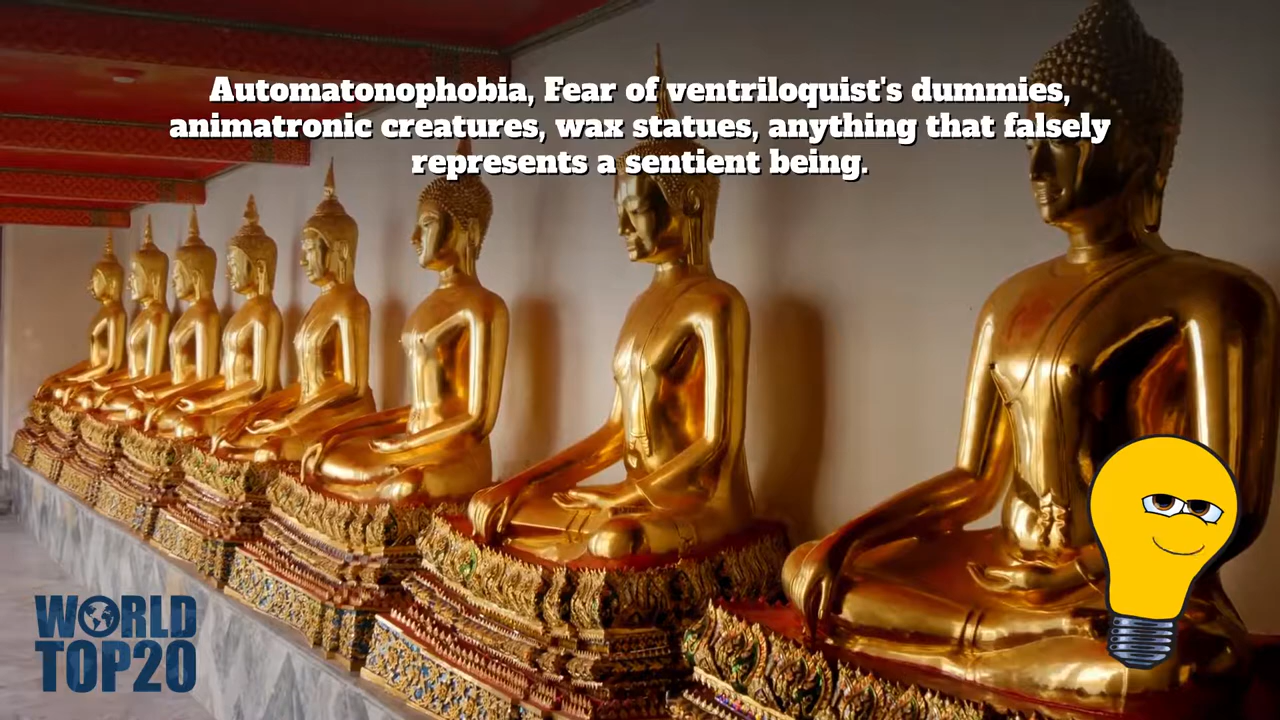 Automatonophobia, Fear of ventriloquist's dummies,
animatronic creatures, wax statues, anything that falsely
represents a sentient being.
WORLD
TOP20